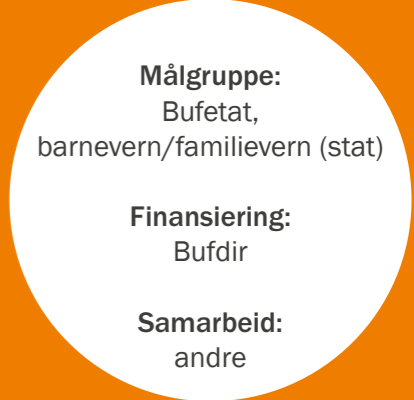 Målgruppe:
Bufetat,
barnevern/familievern (stat)
Finansiering:
Bufdir
Samarbeid:
andre